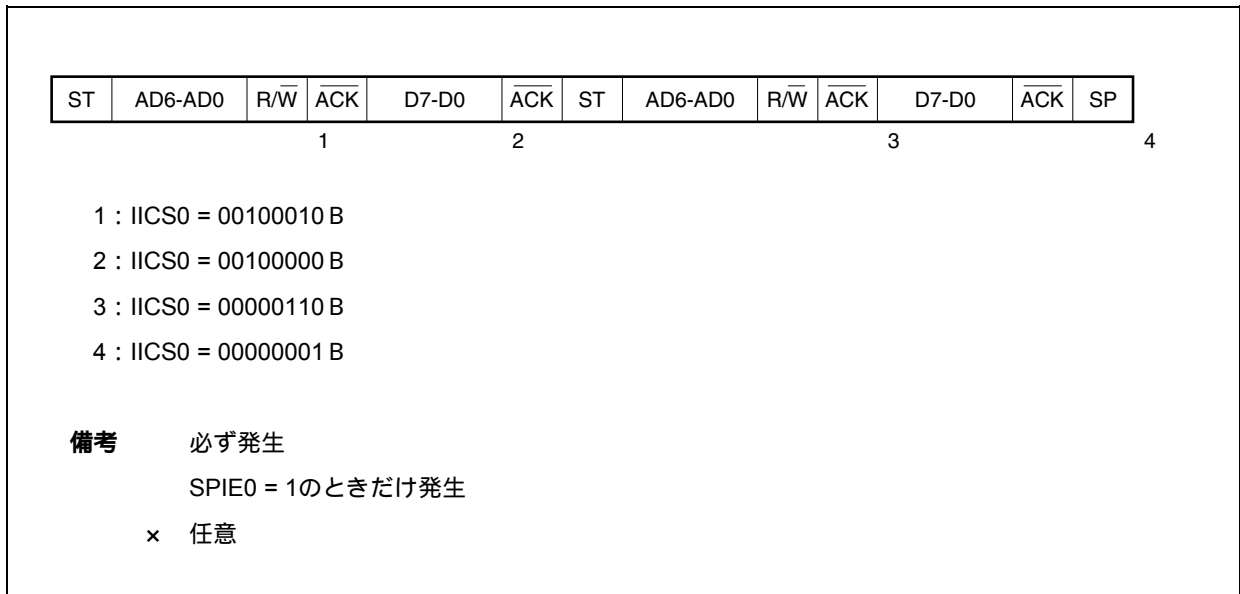 ST AD6-AD0 R/W ACK D7-D0 ACK ST AD6-AD0 R/W ACK D7-D0 ACK SP
1 2 3 4
1：IICS0 = 00100010 B
2：IICS0 = 00100000 B
3：IICS0 = 00000110 B
4：IICS0 = 00000001 B
備考 必ず発生
SPIE0 = 1のときだけ発生
× 任意